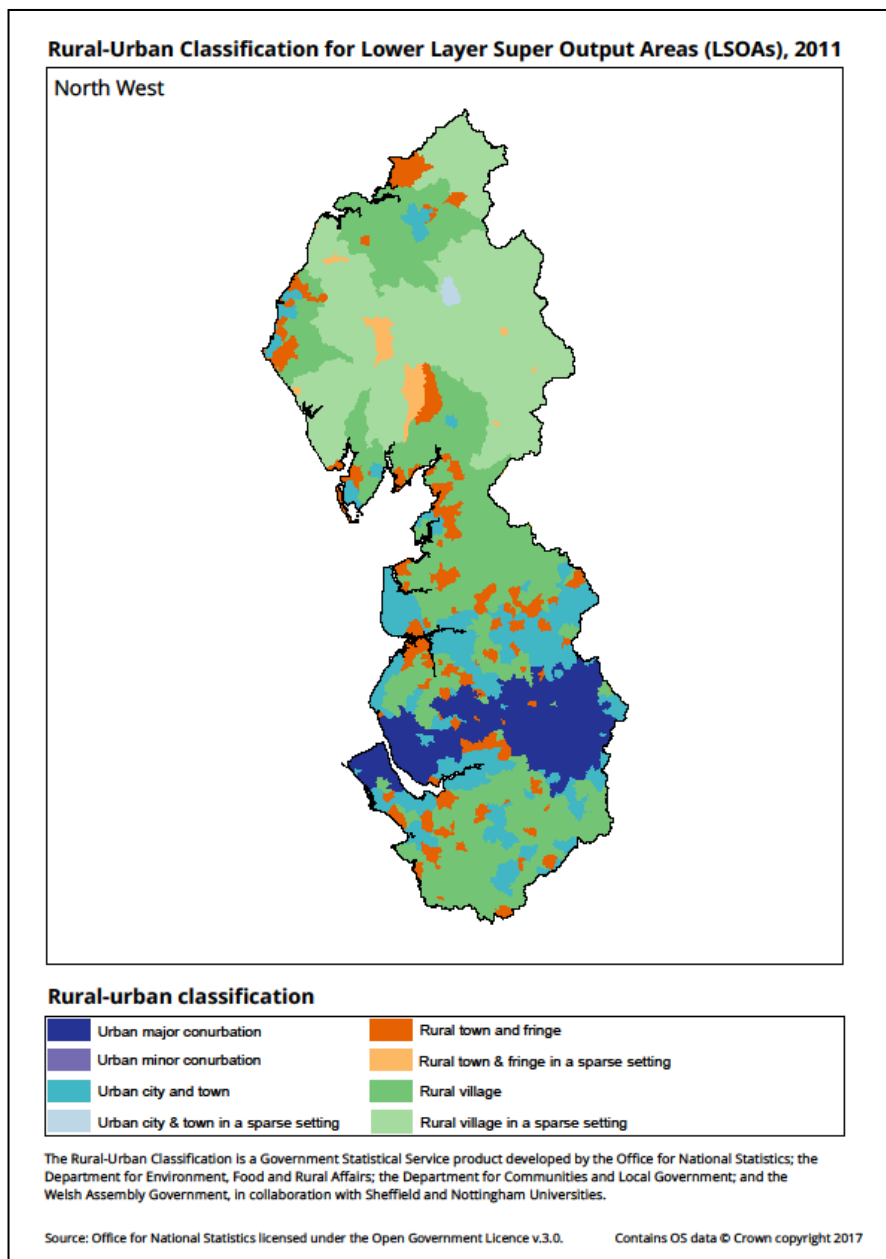 Rural-Urban Classification for Lower Layer Super Output Areas (LSOAs), 2011
North West
Rural-urban classification
Urban major conurbation
Urban minor conurbation
Urban city and town
Urban city & town in a sparse setting
Rural town and fringe
Rural town & fringe in a sparse setting
Rural village
Rural village in a sparse setting
The Rural-Urban Classification is a Government Statistical Service product developed by the Office for National Statistics; the
Department for Environment, Food and Rural Affairs; the Department for Communities and Local Government; and the
Welsh Assembly Government, in collaboration with Sheffield and Nottingham Universities.
Source: Office for National Statistics licensed under the Open Government Licence v.3.0.
Contains OS data © Crown copyright 2017